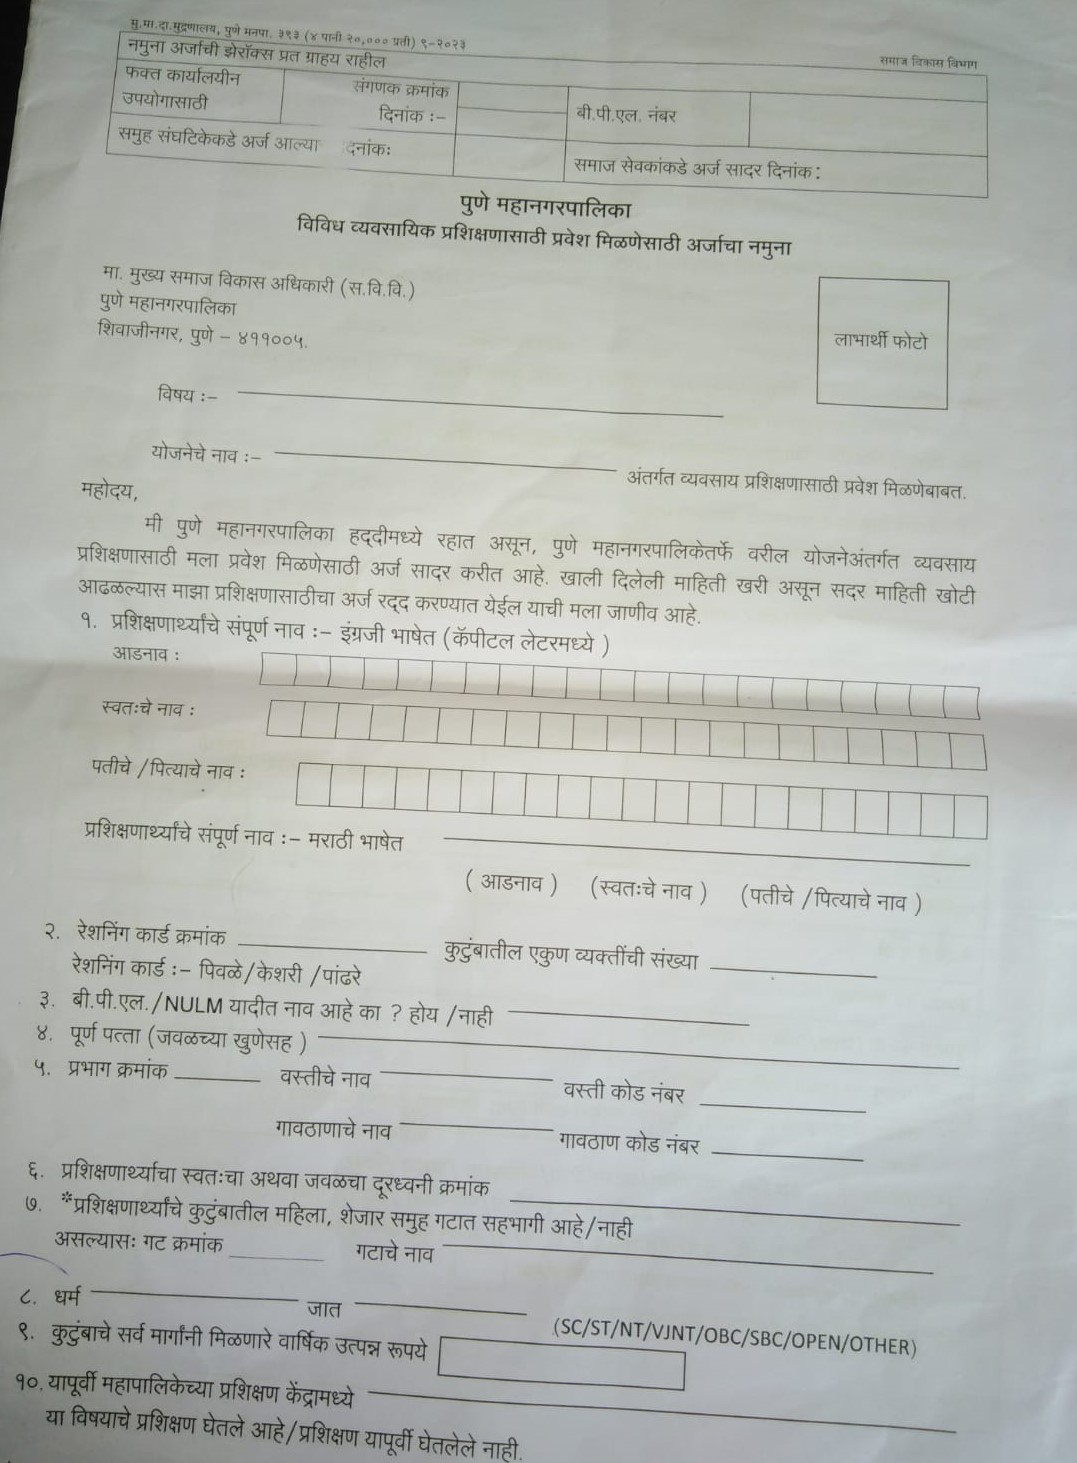 मु.मा.दा.मुद्रणालय, पुणे मनपा. ३९३ (४ पानी २०,००० प्रती) ९-२०२३
समाज विकास विभाग
नमुना अर्जाची झेरॉक्स प्रत ग्राहय राहील
फक्त कार्यालयीन उपयोगासाठी
संगणक क्रमांक
दिनांक :-
बी.पी.एल. नंबर
समुह संघटिकेकडे अर्ज आल्या दनांकः
समाज सेवकांकडे अर्ज सादर दिनांक :
पुणे महानगरपालिका
विविध व्यवसायिक प्रशिक्षणासाठी प्रवेश मिळणेसाठी अर्जाचा नमुना
मा. मुख्य समाज विकास अधिकारी (स.वि.वि.)
पुणे महानगरपालिका
शिवाजीनगर, पुणे - ४११००५.
लाभार्थी फोटो
विषय :-
योजनेचे नाव :- अंतर्गत व्यवसाय प्रशिक्षणासाठी प्रवेश मिळणेबाबत.
महोदय,
मी पुणे महानगरपालिका हद्दीमध्ये रहात असून, पुणे महानगरपालिकेतर्फे वरील योजनेअंतर्गत व्यवसाय
प्रशिक्षणासाठी मला प्रवेश मिळणेसाठी अर्ज सादर करीत आहे. खाली दिलेली माहिती खरी असून सदर माहिती खोटी
आढळल्यास माझा प्रशिक्षणासाठीचा अर्ज रद्द करण्यात येईल याची मला जाणीव आहे.
१. प्रशिक्षणार्थ्यांचे संपूर्ण नाव :- इंग्रजी भाषेत (कॅपीटल लेटरमध्ये )
आडनाव :
स्वतःचे नाव :
पतीचे /पित्याचे नाव :
प्रशिक्षणार्थ्यांचे संपूर्ण नाव :- मराठी भाषेत
( आडनाव ) (स्वतःचे नाव ) (पतीचे /पित्याचे नाव )
२. रेशनिंग कार्ड क्रमांक कुटुंबातील एकुण व्यक्तींची संख्या
रेशनिंग कार्ड :- पिवळे/केशरी /पांढरे
३. बी.पी.एल./NULM यादीत नाव आहे का ? होय /नाही
४. पूर्ण पत्ता (जवळच्या खुणेसह )
५. प्रभाग क्रमांक वस्तीचे नाव वस्ती कोड नंबर
गावठाणाचे नाव गावठाण कोड नंबर
६. प्रशिक्षणार्थ्याचा स्वतःचा अथवा जवळचा दूरध्वनी क्रमांक
७. *प्रशिक्षणार्थ्यांचे कुटुंबातील महिला, शेजार समुह गटात सहभागी आहे/नाही
असल्यासः गट क्रमांक गटाचे नाव
८. धर्म जात (SC/ST/NT/VJNT/OBC/SBC/OPEN/OTHER)
९. कुटुंबाचे सर्व मार्गांनी मिळणारे वार्षिक उत्पन्न रूपये
१०. यापूर्वी महापालिकेच्या प्रशिक्षण केंद्रामध्ये
या विषयाचे प्रशिक्षण घेतले आहे/प्रशिक्षण यापूर्वी घेतलेले नाही.